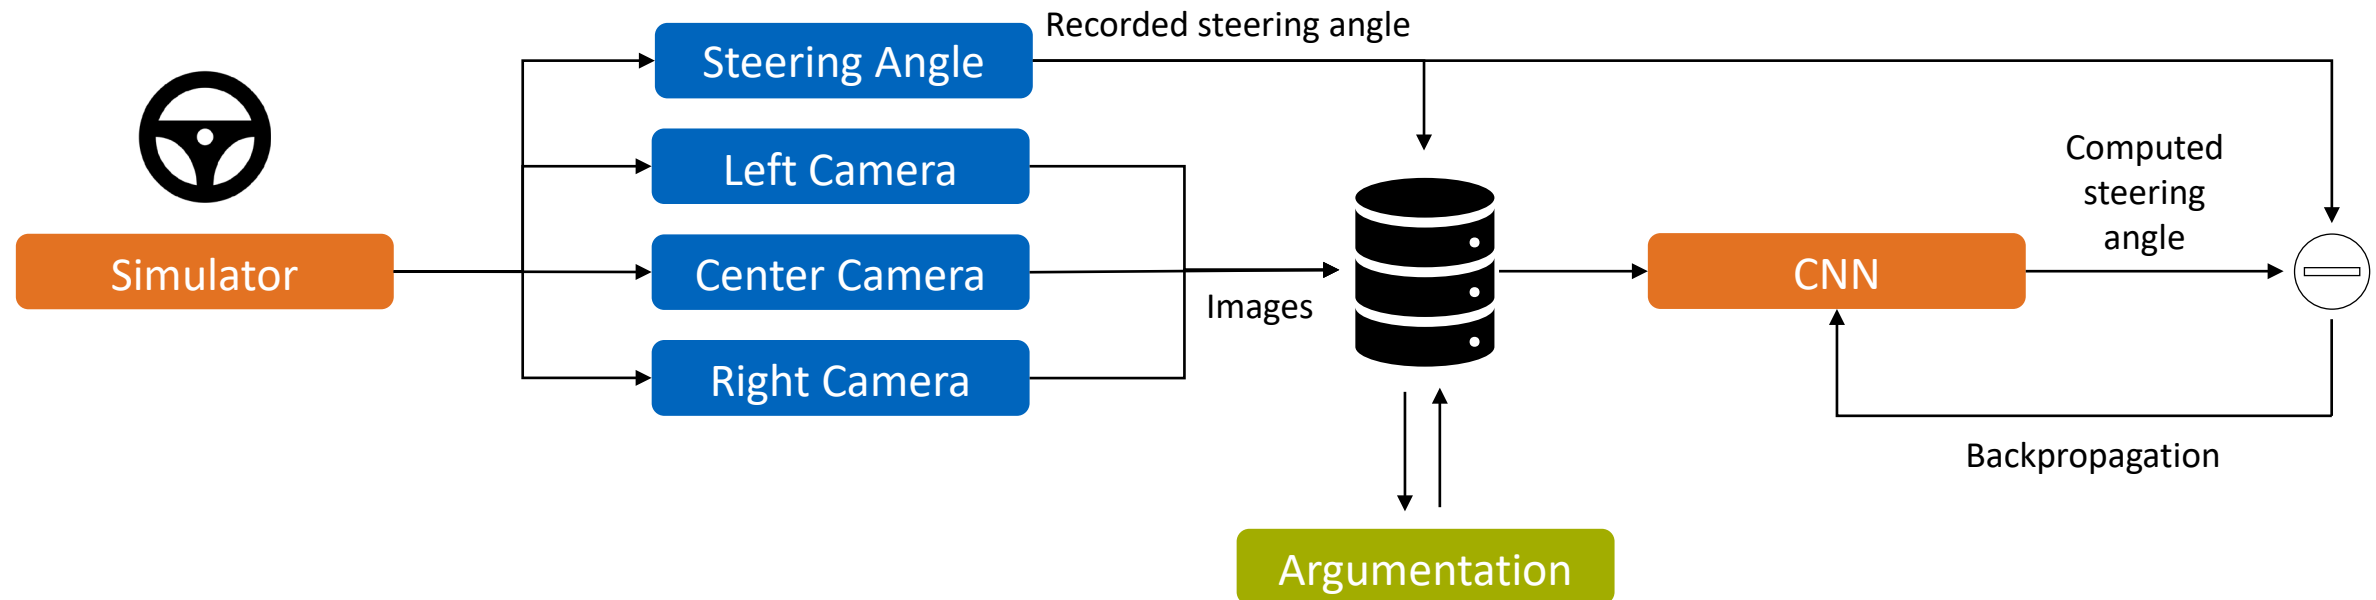 Recorded steering angle
Steering Angle
Left Camera
Computed
steering
angle
Simulator
Center Camera
Images
CNN
Right Camera
Backpropagation
Argumentation